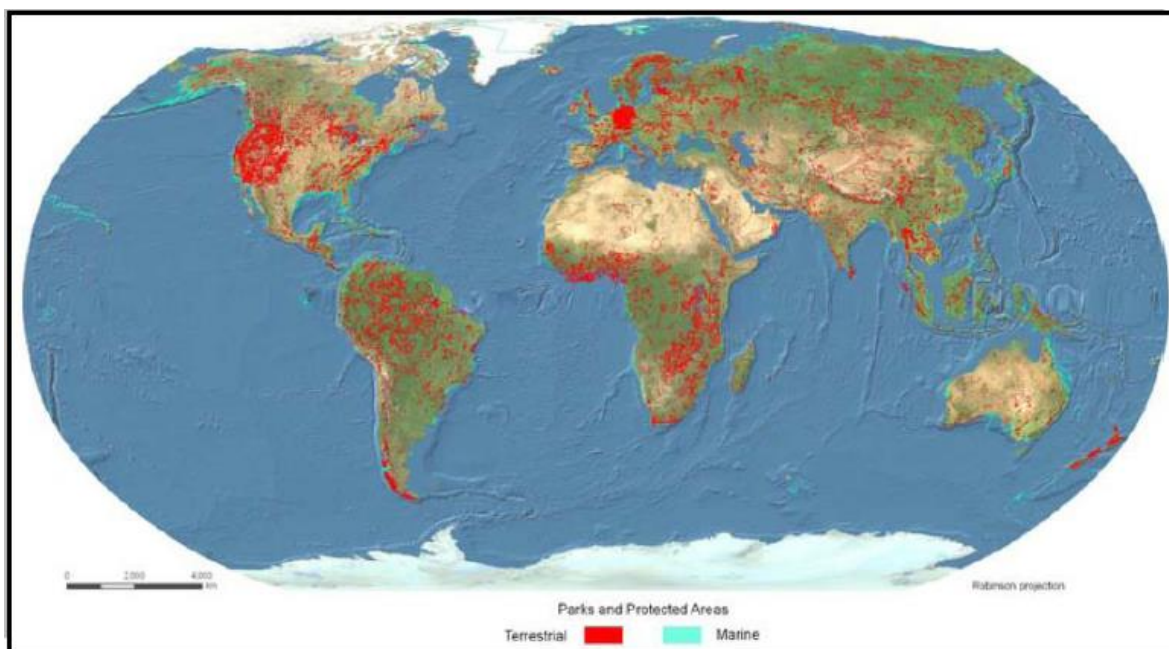 0 2,000 4,000
km
Robinson projection
Parks and Protected Areas
Terrestrial Marine